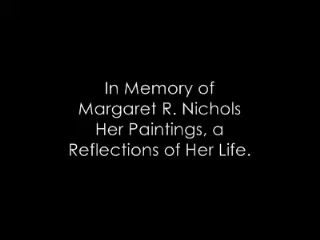 In Memory of
Margaret R. Nichols
Her Paintings, a
Reflections of Her Life.